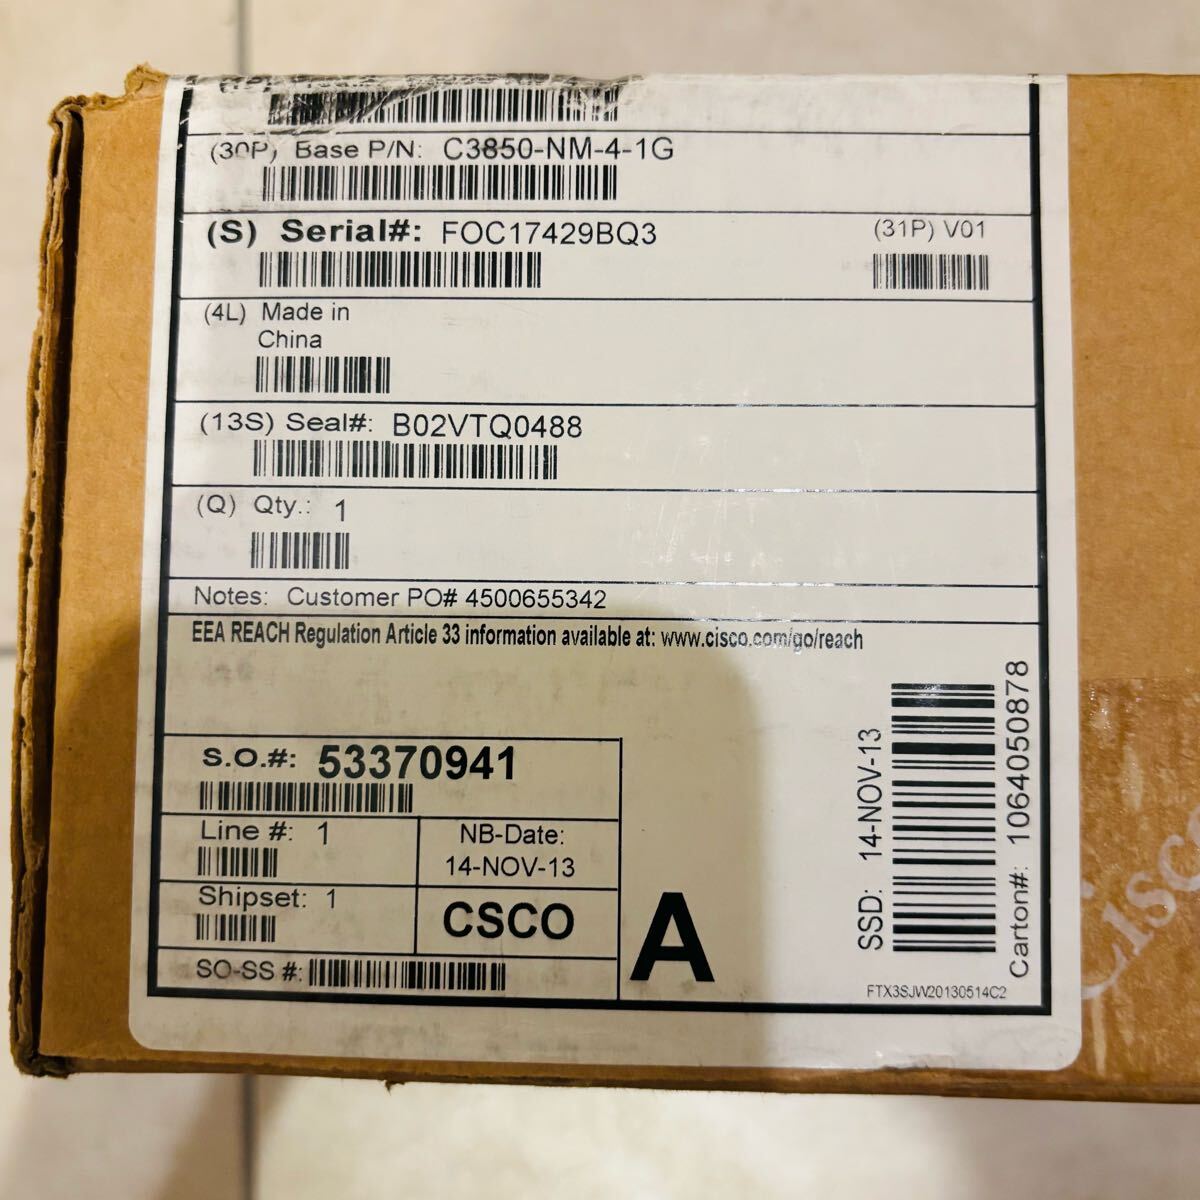 (30P) Base P/N: C3850-NM-4-1G
(S) Serial#: FOC17429BQ3
(31P) V01
(4L) Made in
China
(13S) Seal#: B02VTQ0488
(Q) Qty.: 1
Notes: Customer PO# 4500655342
EEA REACH Regulation Article 33 information available at: www.cisco.com/go/reach
S.O.#: 53370941
Line #: 1
NB-Date:
14-NOV-13
Shipset: 1
CSCO
SO-SS #:
A
SSD: 14-NOV-13
Carton#: 1064050878
FTX3SJW20130514C2
Cisco